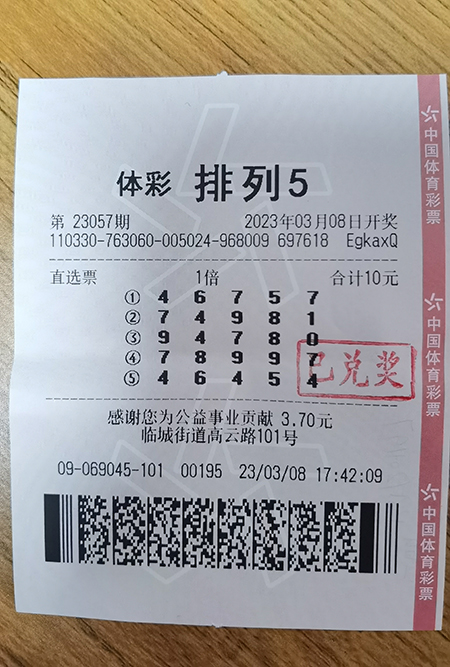 体彩 排列5
第 23057期 2023年03月08日开奖
110330-763060-005024-968009 697618 EgkaxQ
直选票 1倍 合计10元
① 4 6 7 5 7
② 7 4 9 8 1
③ 9 4 7 8 0
④ 7 8 9 9 7
⑤ 4 6 4 5 4
已兑奖
感谢您为公益事业贡献 3.70元
临城街道高云路101号
09-069045-101 00195 23/03/08 17:42:09
中国体育彩票
中国体育彩票
中国体育彩票